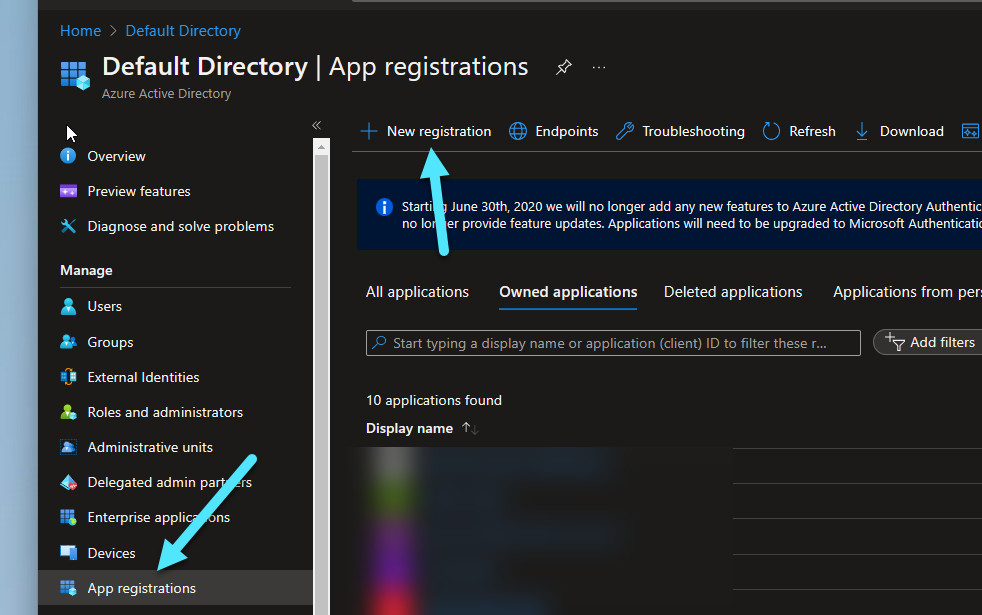 Home > Default Directory
Default Directory | App registrations
Azure Active Directory
Overview
Preview features
Diagnose and solve problems
Manage
Users
Groups
External Identities
Roles and administrators
Administrative units
Delegated admin partners
Enterprise applications
Devices
App registrations
New registration Endpoints Troubleshooting Refresh Download
Starting June 30th, 2020 we will no longer add any new features to Azure Active Directory Authentic
no longer provide feature updates. Applications will need to be upgraded to Microsoft Authenticatio
All applications Owned applications Deleted applications Applications from pers
Start typing a display name or application (client) ID to filter these r...
Add filters
10 applications found
Display name